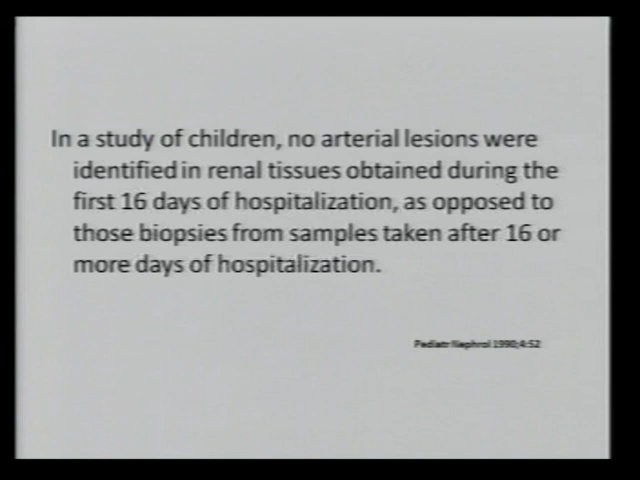 In a study of children, no arterial lesions were
identified in renal tissues obtained during the
first 16 days of hospitalization, as opposed to
those biopsies from samples taken after 16 or
more days of hospitalization.
Pediatr Nephrol 1990;4:52